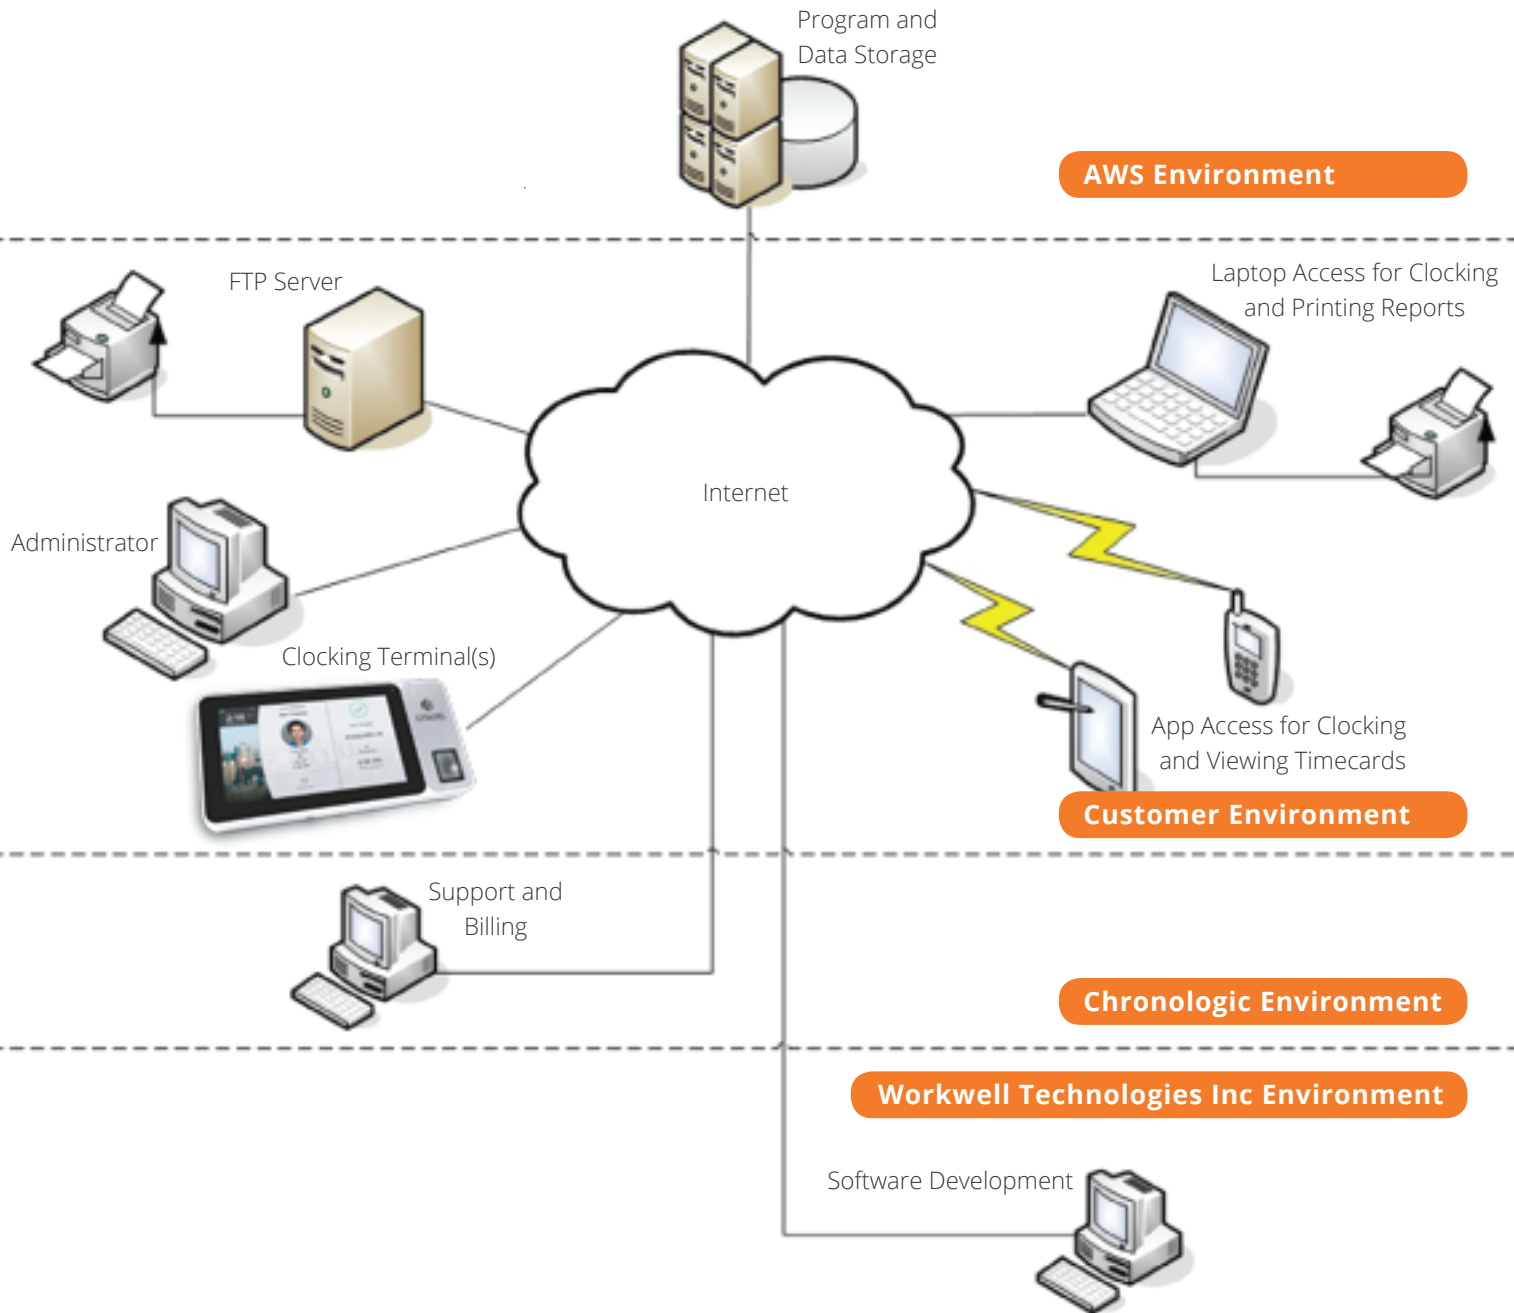 Program and
Data Storage
AWS Environment
FTP Server
Laptop Access for Clocking
and Printing Reports
Internet
Administrator
Clocking Terminal(s)
App Access for Clocking
and Viewing Timecards
Customer Environment
Support and
Billing
Chronologic Environment
Workwell Technologies Inc Environment
Software Development